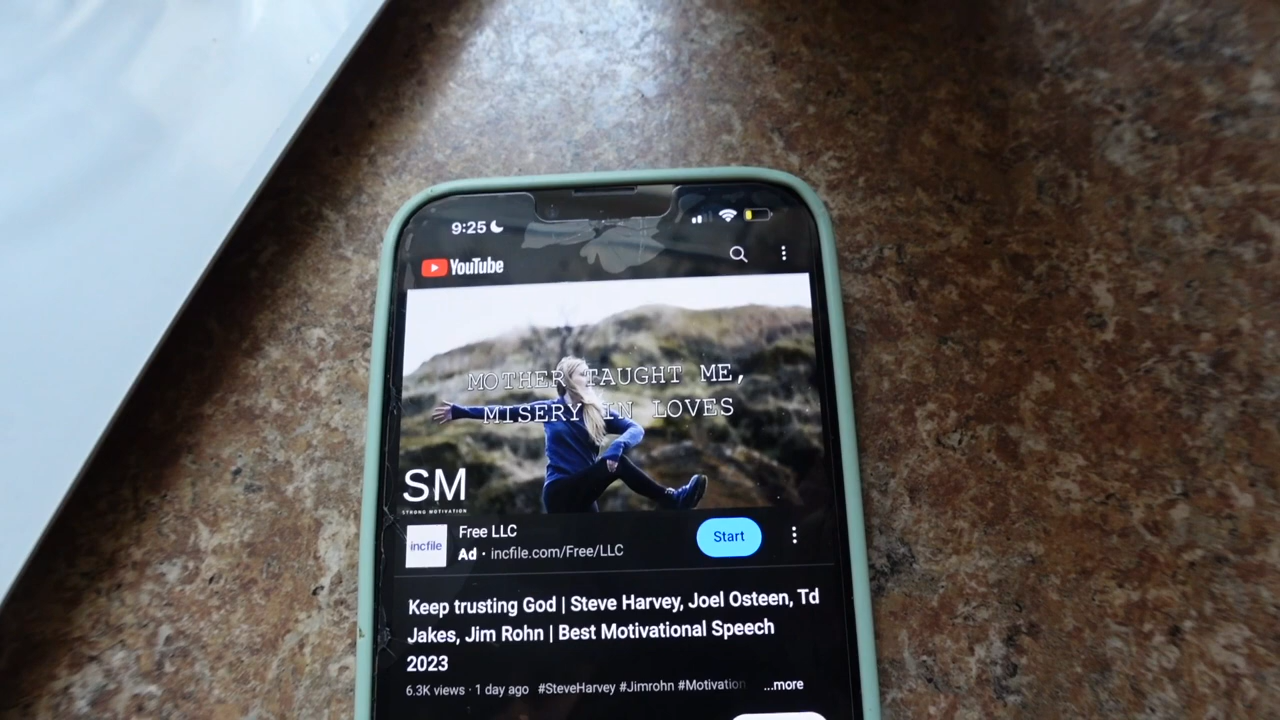 9:25
YouTube
MOTHER TAUGHT ME,
MISERY IN LOVES
SM
STRONG MOTIVATION
incfile
Free LLC
Ad · incfile.com/Free/LLC
Start
Keep trusting God | Steve Harvey, Joel Osteen, Td
Jakes, Jim Rohn | Best Motivational Speech
2023
6.3K views · 1 day ago #SteveHarvey #Jimrohn #Motivation ...more